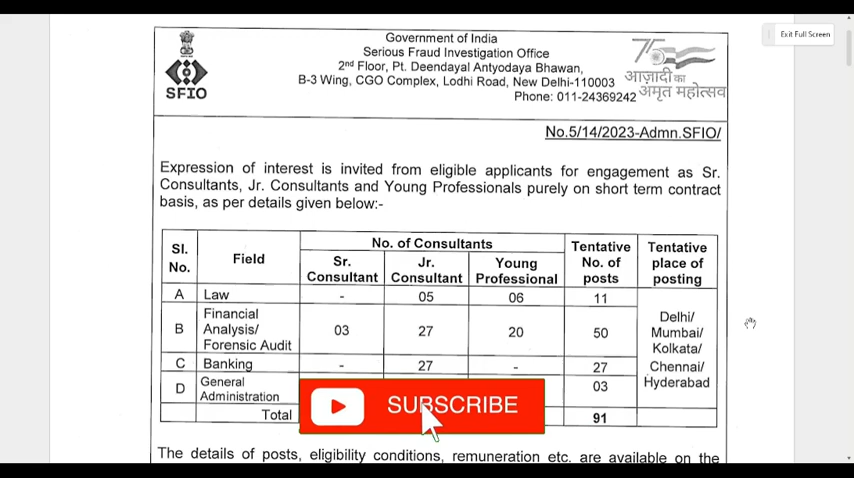 Exit Full Screen
Government of India
Serious Fraud Investigation Office
2nd Floor, Pt. Deendayal Antyodaya Bhawan,
B-3 Wing, CGO Complex, Lodhi Road, New Delhi-110003
Phone: 011-24369242
SFIO
75
आज़ादी का
अमृत महोत्सव
No.5/14/2023-Admn.SFIO/
Expression of interest is invited from eligible applicants for engagement as Sr.
Consultants, Jr. Consultants and Young Professionals purely on short term contract
basis, as per details given below:-
Sl. No. Field No. of Consultants Tentative No. of posts Tentative place of posting
Sr. Consultant Jr. Consultant Young Professional
A Law - 05 06 11
B Financial Analysis/ Forensic Audit 03 27 20 50
C Banking - 27 - 27
D General Administration 03
Total 91
Delhi/ Mumbai/ Kolkata/ Chennai/ Hyderabad
SUBSCRIBE
The details of posts, eligibility conditions, remuneration etc. are available on the